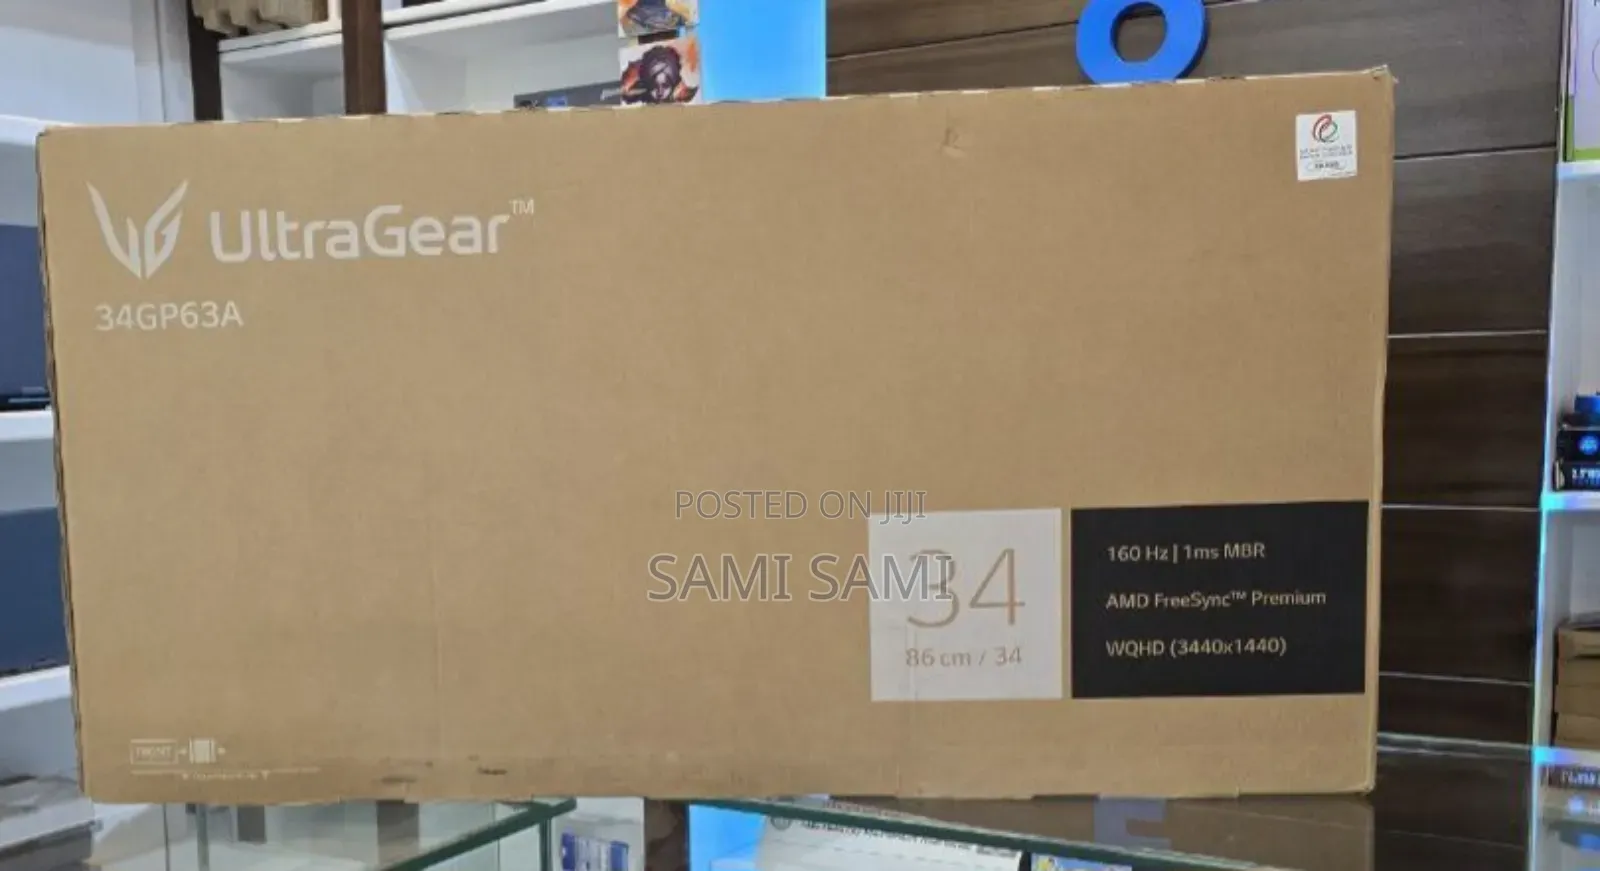 UltraGear™
34GP63A
POSTED ON JIJI
SAMI SAMI
34
86 cm / 34
160 Hz | 1ms MBR
AMD FreeSync™ Premium
WQHD (3440x1440)